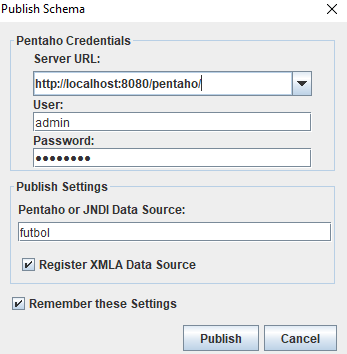 Publish Schema
Pentaho Credentials
Server URL:
http://localhost:8080/pentaho/
User:
admin
Password:
●●●●●●●●
Publish Settings
Pentaho or JNDI Data Source:
futbol
Register XMLA Data Source
Remember these Settings
Publish Cancel